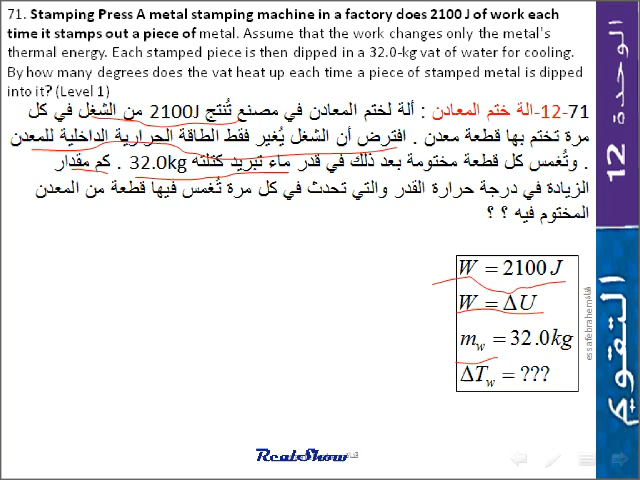 71. Stamping Press A metal stamping machine in a factory does 2100 J of work each
time it stamps out a piece of metal. Assume that the work changes only the metal's
thermal energy. Each stamped piece is then dipped in a 32.0-kg vat of water for cooling.
By how many degrees does the vat heat up each time a piece of stamped metal is dipped
into it? (Level 1)
12-71-الة ختم المعادن : ألة لختم المعادن في مصنع تُنتج 2100J من الشغل في كل
مرة تختم بها قطعة معدن . افترض أن الشغل يُغير فقط الطاقة الحرارية الداخلية للمعدن
. وتُغمس كل قطعة مختومة بعد ذلك في قدر ماء تبريد كتلته 32.0kg . كم مقدار
الزيادة في درجة حرارة القدر والتي تحدث في كل مرة تُغمس فيها قطعة من المعدن
المختوم فيه ؟ ؟
W = 2100 J
W = ΔU
m_w = 32.0kg
ΔT_w = ???
الوحدة 12
التقويم
essafebrahem قناة
RealShow
قناة